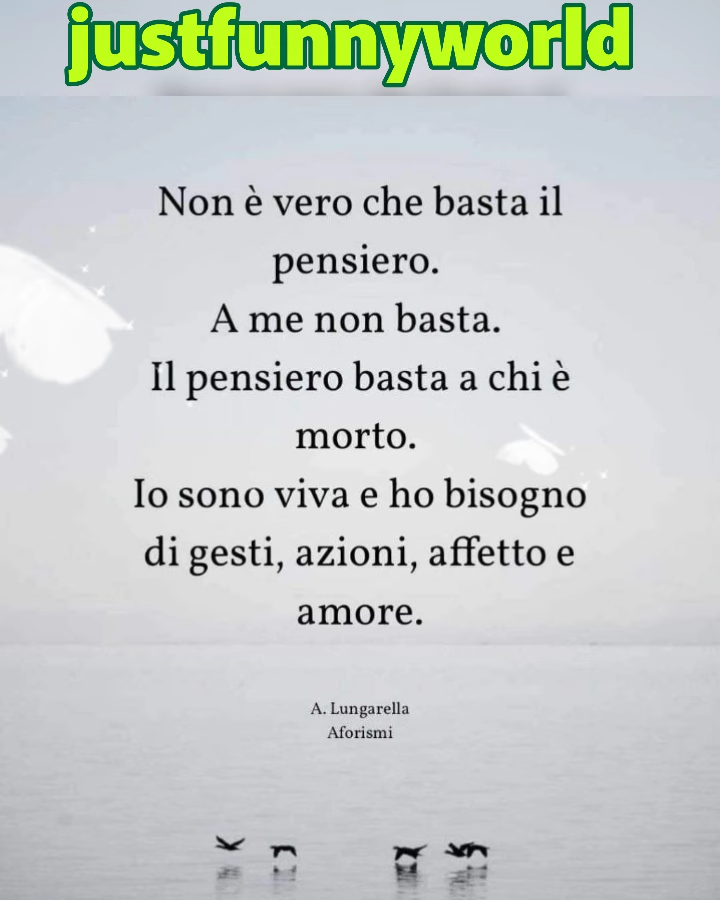 justfunnyworld
Non è vero che basta il
pensiero.
A me non basta.
Il pensiero basta a chi è
morto.
Io sono viva e ho bisogno
di gesti, azioni, affetto e
amore.
A. Lungarella
Aforismi